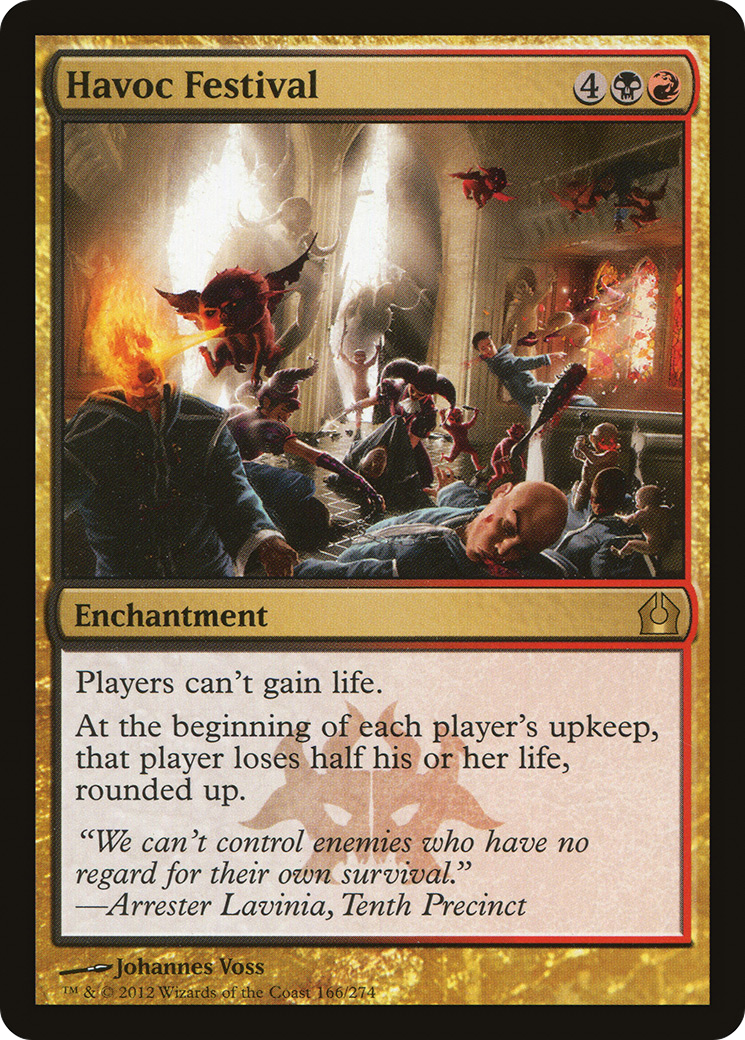 Havoc Festival 4
Enchantment
Players can't gain life.
At the beginning of each player's upkeep,
that player loses half his or her life,
rounded up.
"We can't control enemies who have no
regard for their own survival."
—Arrester Lavinia, Tenth Precinct
Johannes Voss
™ & © 2012 Wizards of the Coast 166/274